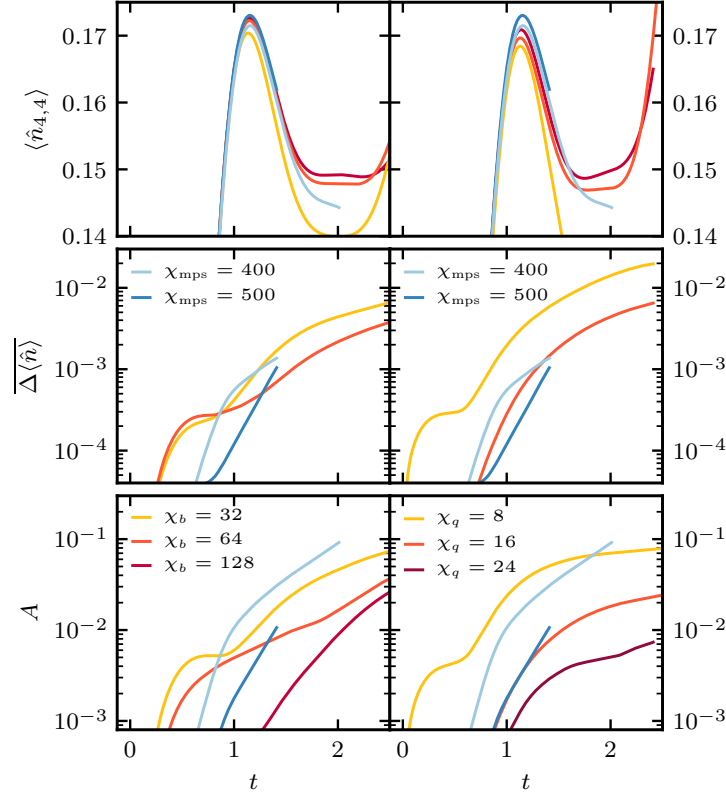 0.17 0.17
0.16 0.16
0.15 0.15
0.14 0.14
⟨n̂₄,₄⟩
χmps = 400 χmps = 400
χmps = 500 χmps = 500
10⁻² 10⁻²
10⁻³ 10⁻³
10⁻⁴ 10⁻⁴
Δ⟨n̂⟩
χb = 32 χq = 8
χb = 64 χq = 16
χb = 128 χq = 24
10⁻¹ 10⁻¹
10⁻² 10⁻²
10⁻³ 10⁻³
A
0 1 2 0 1 2
t t